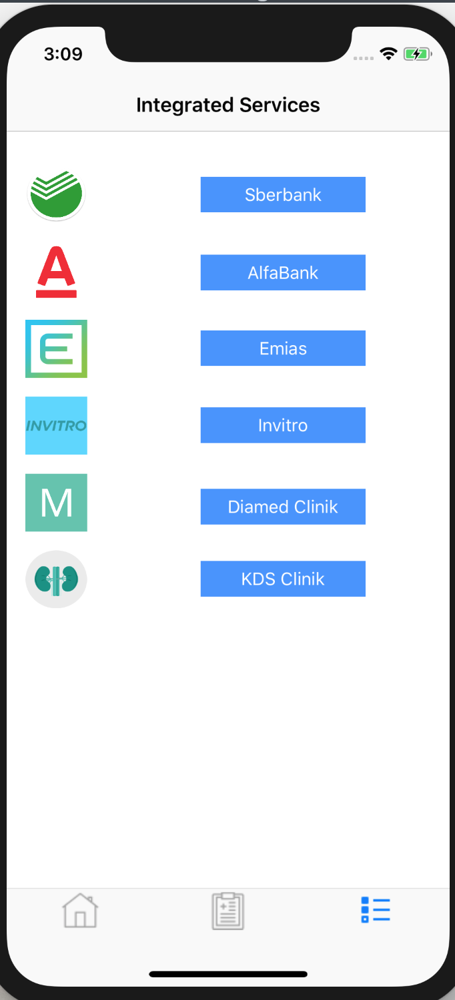 3:09
Integrated Services
Sberbank
A
AlfaBank
E
Emias
INVITRO
Invitro
M
Diamed Clinik
KDS Clinik